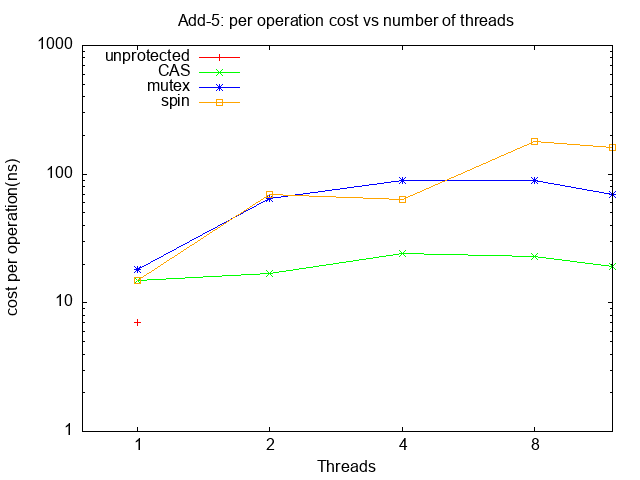 Add-5: per operation cost vs number of threads
1000
100
10
1
cost per operation(ns)
unprotected
CAS
mutex
spin
1 2 4 8
Threads